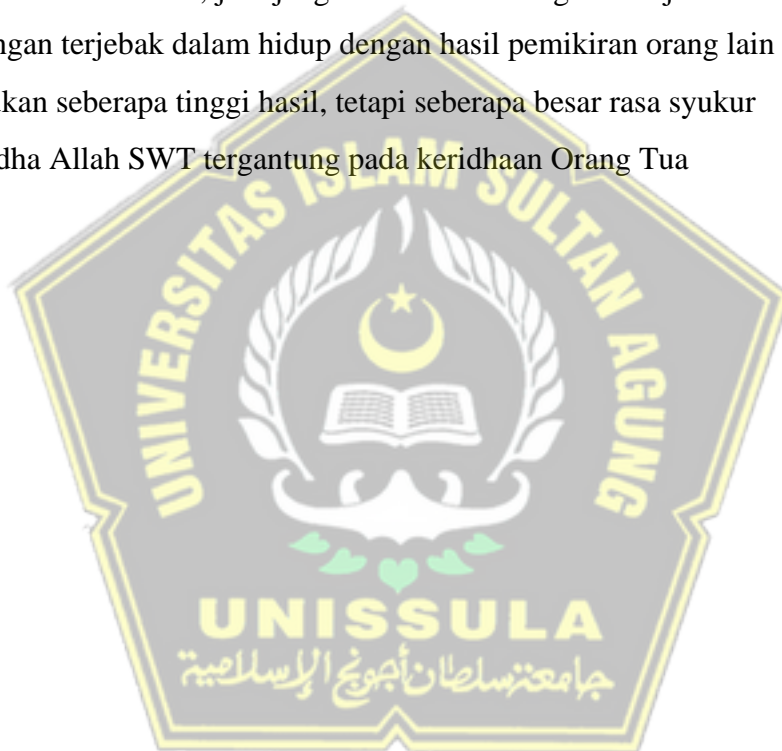 ngan terjebak dalam hidup dengan hasil pemikiran orang lain
kan seberapa tinggi hasil, tetapi seberapa besar rasa syukur
dha Allah SWT tergantung pada keridhaan Orang Tua
UNIVERSITAS ISLAM SULTAN AGUNG
UNISSULA
جامعة سلطان أجونج الإسلامية